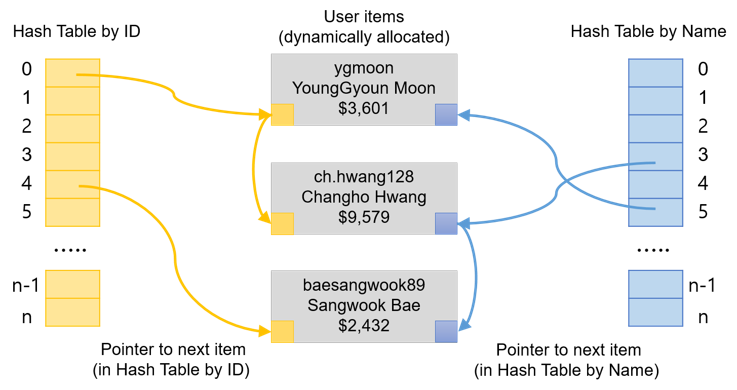 Hash Table by ID
User items
(dynamically allocated)
Hash Table by Name
0
1
2
3
4
5
.....
n-1
n
ygmoon
YoungGyoun Moon
$3,601
ch.hwang128
Changho Hwang
$9,579
baesangwook89
Sangwook Bae
$2,432
0
1
2
3
4
5
.....
n-1
n
Pointer to next item
(in Hash Table by ID)
Pointer to next item
(in Hash Table by Name)